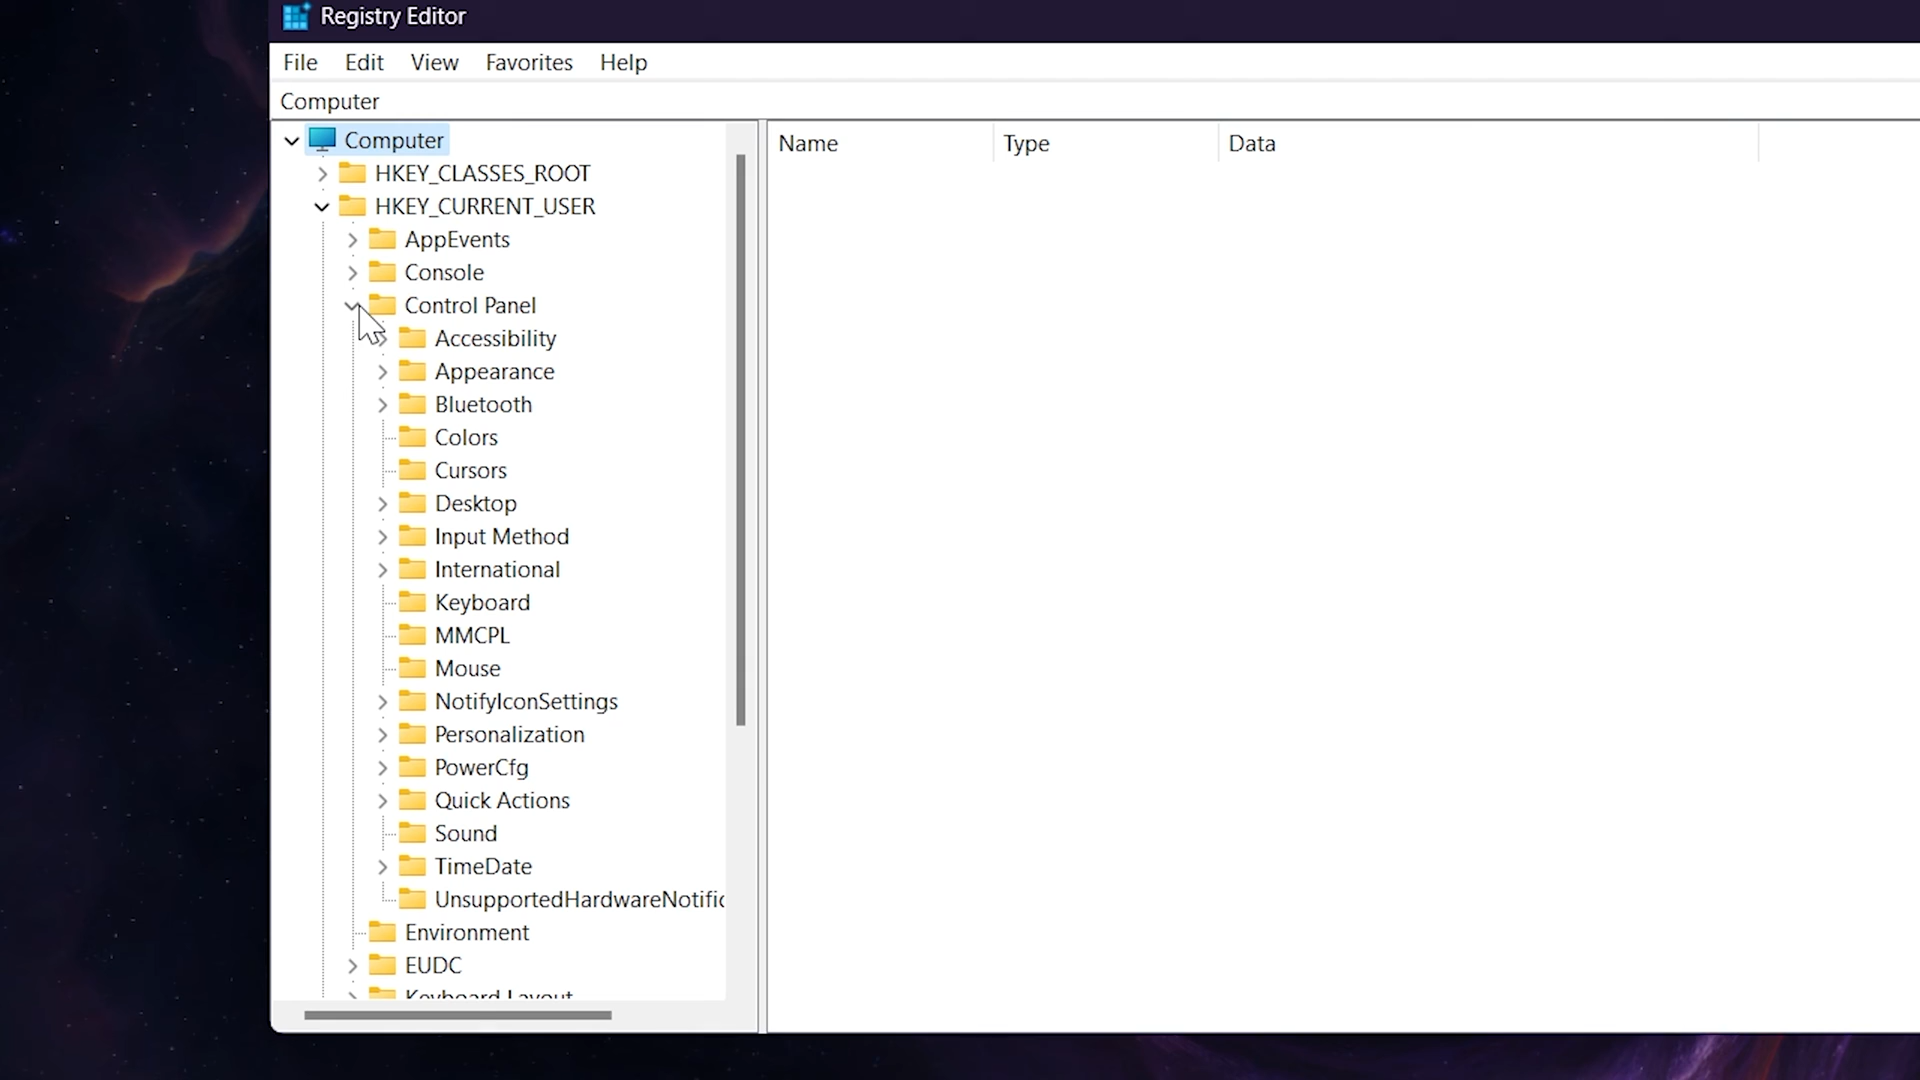 Registry Editor
File Edit View Favorites Help
Computer
Computer
HKEY_CLASSES_ROOT
HKEY_CURRENT_USER
AppEvents
Console
Control Panel
Accessibility
Appearance
Bluetooth
Colors
Cursors
Desktop
Input Method
International
Keyboard
MMCPL
Mouse
NotifyIconSettings
Personalization
PowerCfg
Quick Actions
Sound
TimeDate
UnsupportedHardwareNotific
Environment
EUDC
Keyboard Layout
Name Type Data